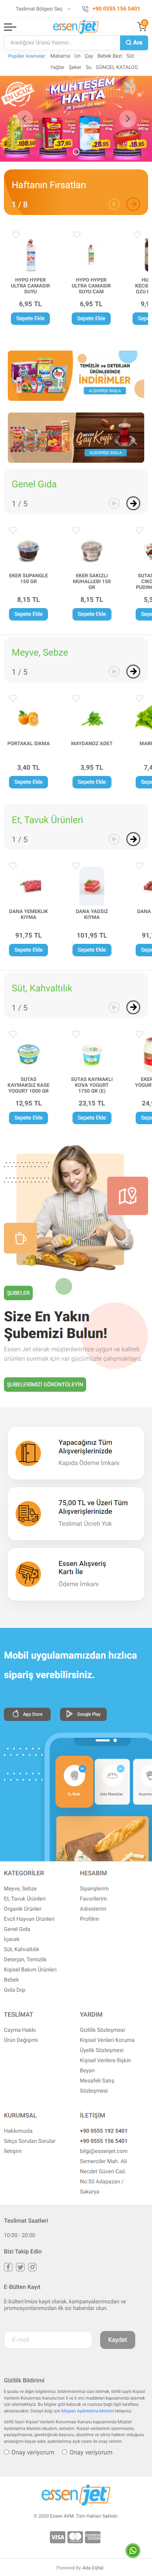 Teslimat Bölgesi Seç
+90 0555 156 5401
esenjet
0
Aradığınız Ürünü Yazın...
Ara
Popüler Aramalar:
Makarna Un Çay Bebek Bezi Süt
Yağlar Şeker Su GÜNCEL KATALOG
MUHTEŞEM 4'LÜ
Haftanın Fırsatları
1 / 8
HYPO HYPER
ULTRA CAMASIR
SUYU
6,95 TL
Sepete Ekle
HYPO HYPER
ULTRA CAMASIR
SUYU CAM
6,95 TL
Sepete Ekle
TEMİZLİK VE DETERJAN
ÜRÜNLERİNDE
İNDİRİMLER
ALIŞVERİŞE BAŞLA
Çay Keyfi
ALIŞVERİŞE BAŞLA
Genel Gıda
1 / 5
EKER SUPANGLE
150 GR
8,15 TL
Sepete Ekle
EKER SAKIZLI
MUHALLEBI 150
GR
8,15 TL
Sepete Ekle
Meyve, Sebze
1 / 5
PORTAKAL SIKMA
3,40 TL
Sepete Ekle
MAYDANOZ ADET
3,95 TL
Sepete Ekle
Et, Tavuk Ürünleri
1 / 5
DANA YEMEKLIK
KIYMA
91,75 TL
Sepete Ekle
DANA YAGSIZ
KIYMA
101,95 TL
Sepete Ekle
Süt, Kahvaltılık
1 / 5
SUTAS
KAYMAKSIZ KASE
YOGURT 1000 GR
12,95 TL
Sepete Ekle
SUTAS KAYMAKLI
KOVA YOGURT
1750 GR (E)
23,15 TL
Sepete Ekle
ŞUBELER
Size En Yakın
Şubemizi Bulun!
Essen Jet olarak müşterilerimize uygun ve kaliteli
ürünleri sunmak için var gücümüzle çalışmaktayız.
ŞUBELERİMİZİ GÖRÜNTÜLEYİN
Yapacağınız Tüm
Alışverişlerinizde
Kapıda Ödeme İmkanı
75,00 TL ve Üzeri Tüm
Alışverişlerinizde
Teslimat Ücreti Yok
Essen Alışveriş
Kartı İle
Ödeme İmkanı
Mobil uygulamamızdan hızlıca
sipariş verebilirsiniz.
App Store
Google Play
KATEGORİLER
Meyve, Sebze
Et, Tavuk Ürünleri
Organik Ürünler
Evcil Hayvan Ürünleri
Genel Gıda
İçecek
Süt, Kahvaltılık
Deterjan, Temizlik
Kişisel Bakım Ürünleri
Bebek
Gıda Dışı
HESABIM
Siparişlerim
Favorilerim
Adreslerim
Profilim
TESLİMAT
Cayma Hakkı
Ürün Değişimi
YARDIM
Gizlilik Sözleşmesi
Kişisel Verileri Koruma
Üyelik Sözleşmesi
Kişisel Verilere İlişkin
Beyan
Mesafeli Satış
Sözleşmesi
KURUMSAL
Hakkımızda
Sıkça Sorulan Sorular
İletişim
İLETİŞİM
+90 0555 192 5401
+90 0555 156 5401
bilgi@essenjet.com
Semerciler Mah. Ali
Necdet Güven Cad.
No:50 Adapazarı /
Sakarya
Teslimat Saatleri
10:00 - 20:00
Bizi Takip Edin
E-Bülten Kayıt
E-bülten'imize kayıt olarak, kampanyalarımızdan ve
promosyonlarımızdan ilk siz haberdar olun.
E-mail
Kaydet
Gizlilik Bildirimi
Onay veriyorum
Onay veriyorum
esenjet
© 2020 Essen AVM. Tüm Hakları Saklıdır.
VISA
Powered By Ada Dijital